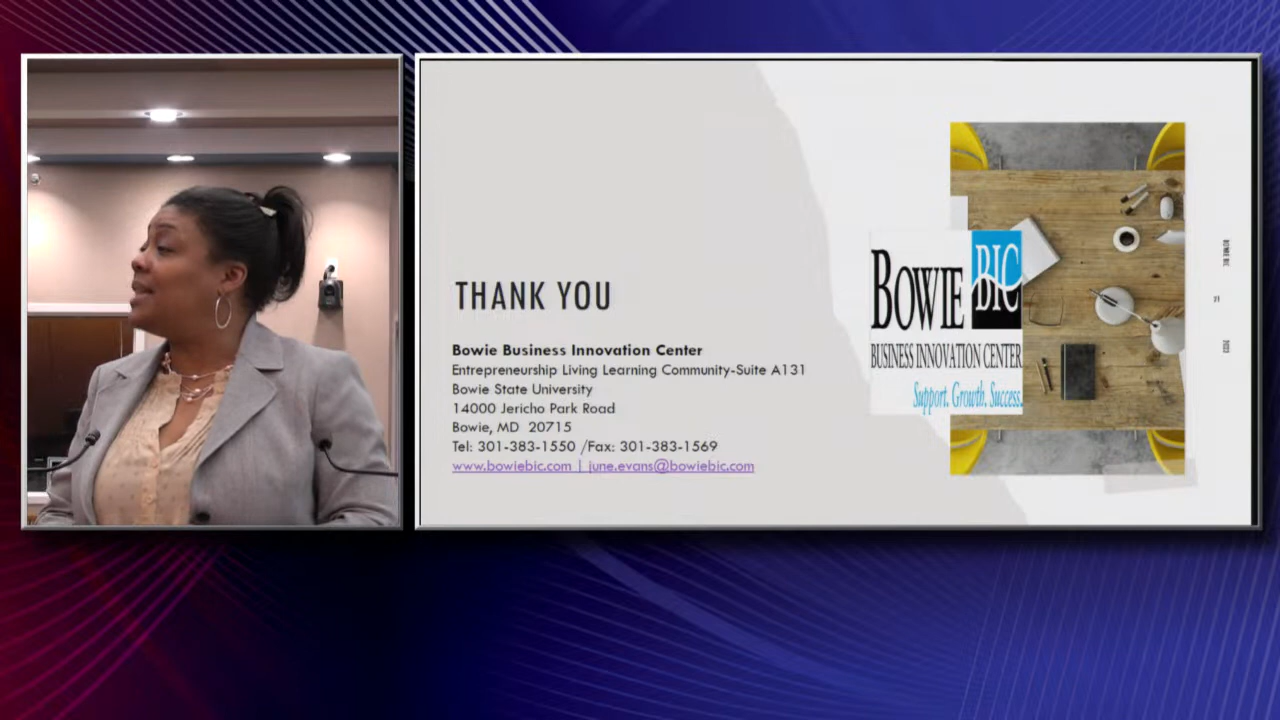 THANK YOU
Bowie Business Innovation Center
Entrepreneurship Living Learning Community-Suite A131
Bowie State University
14000 Jericho Park Road
Bowie, MD 20715
Tel: 301-383-1550 /Fax: 301-383-1569
www.bowiebic.com | june.evans@bowiebic.com
BOWIE BIC
BUSINESS INNOVATION CENTER
Support. Growth. Success.
BOWIE BIC